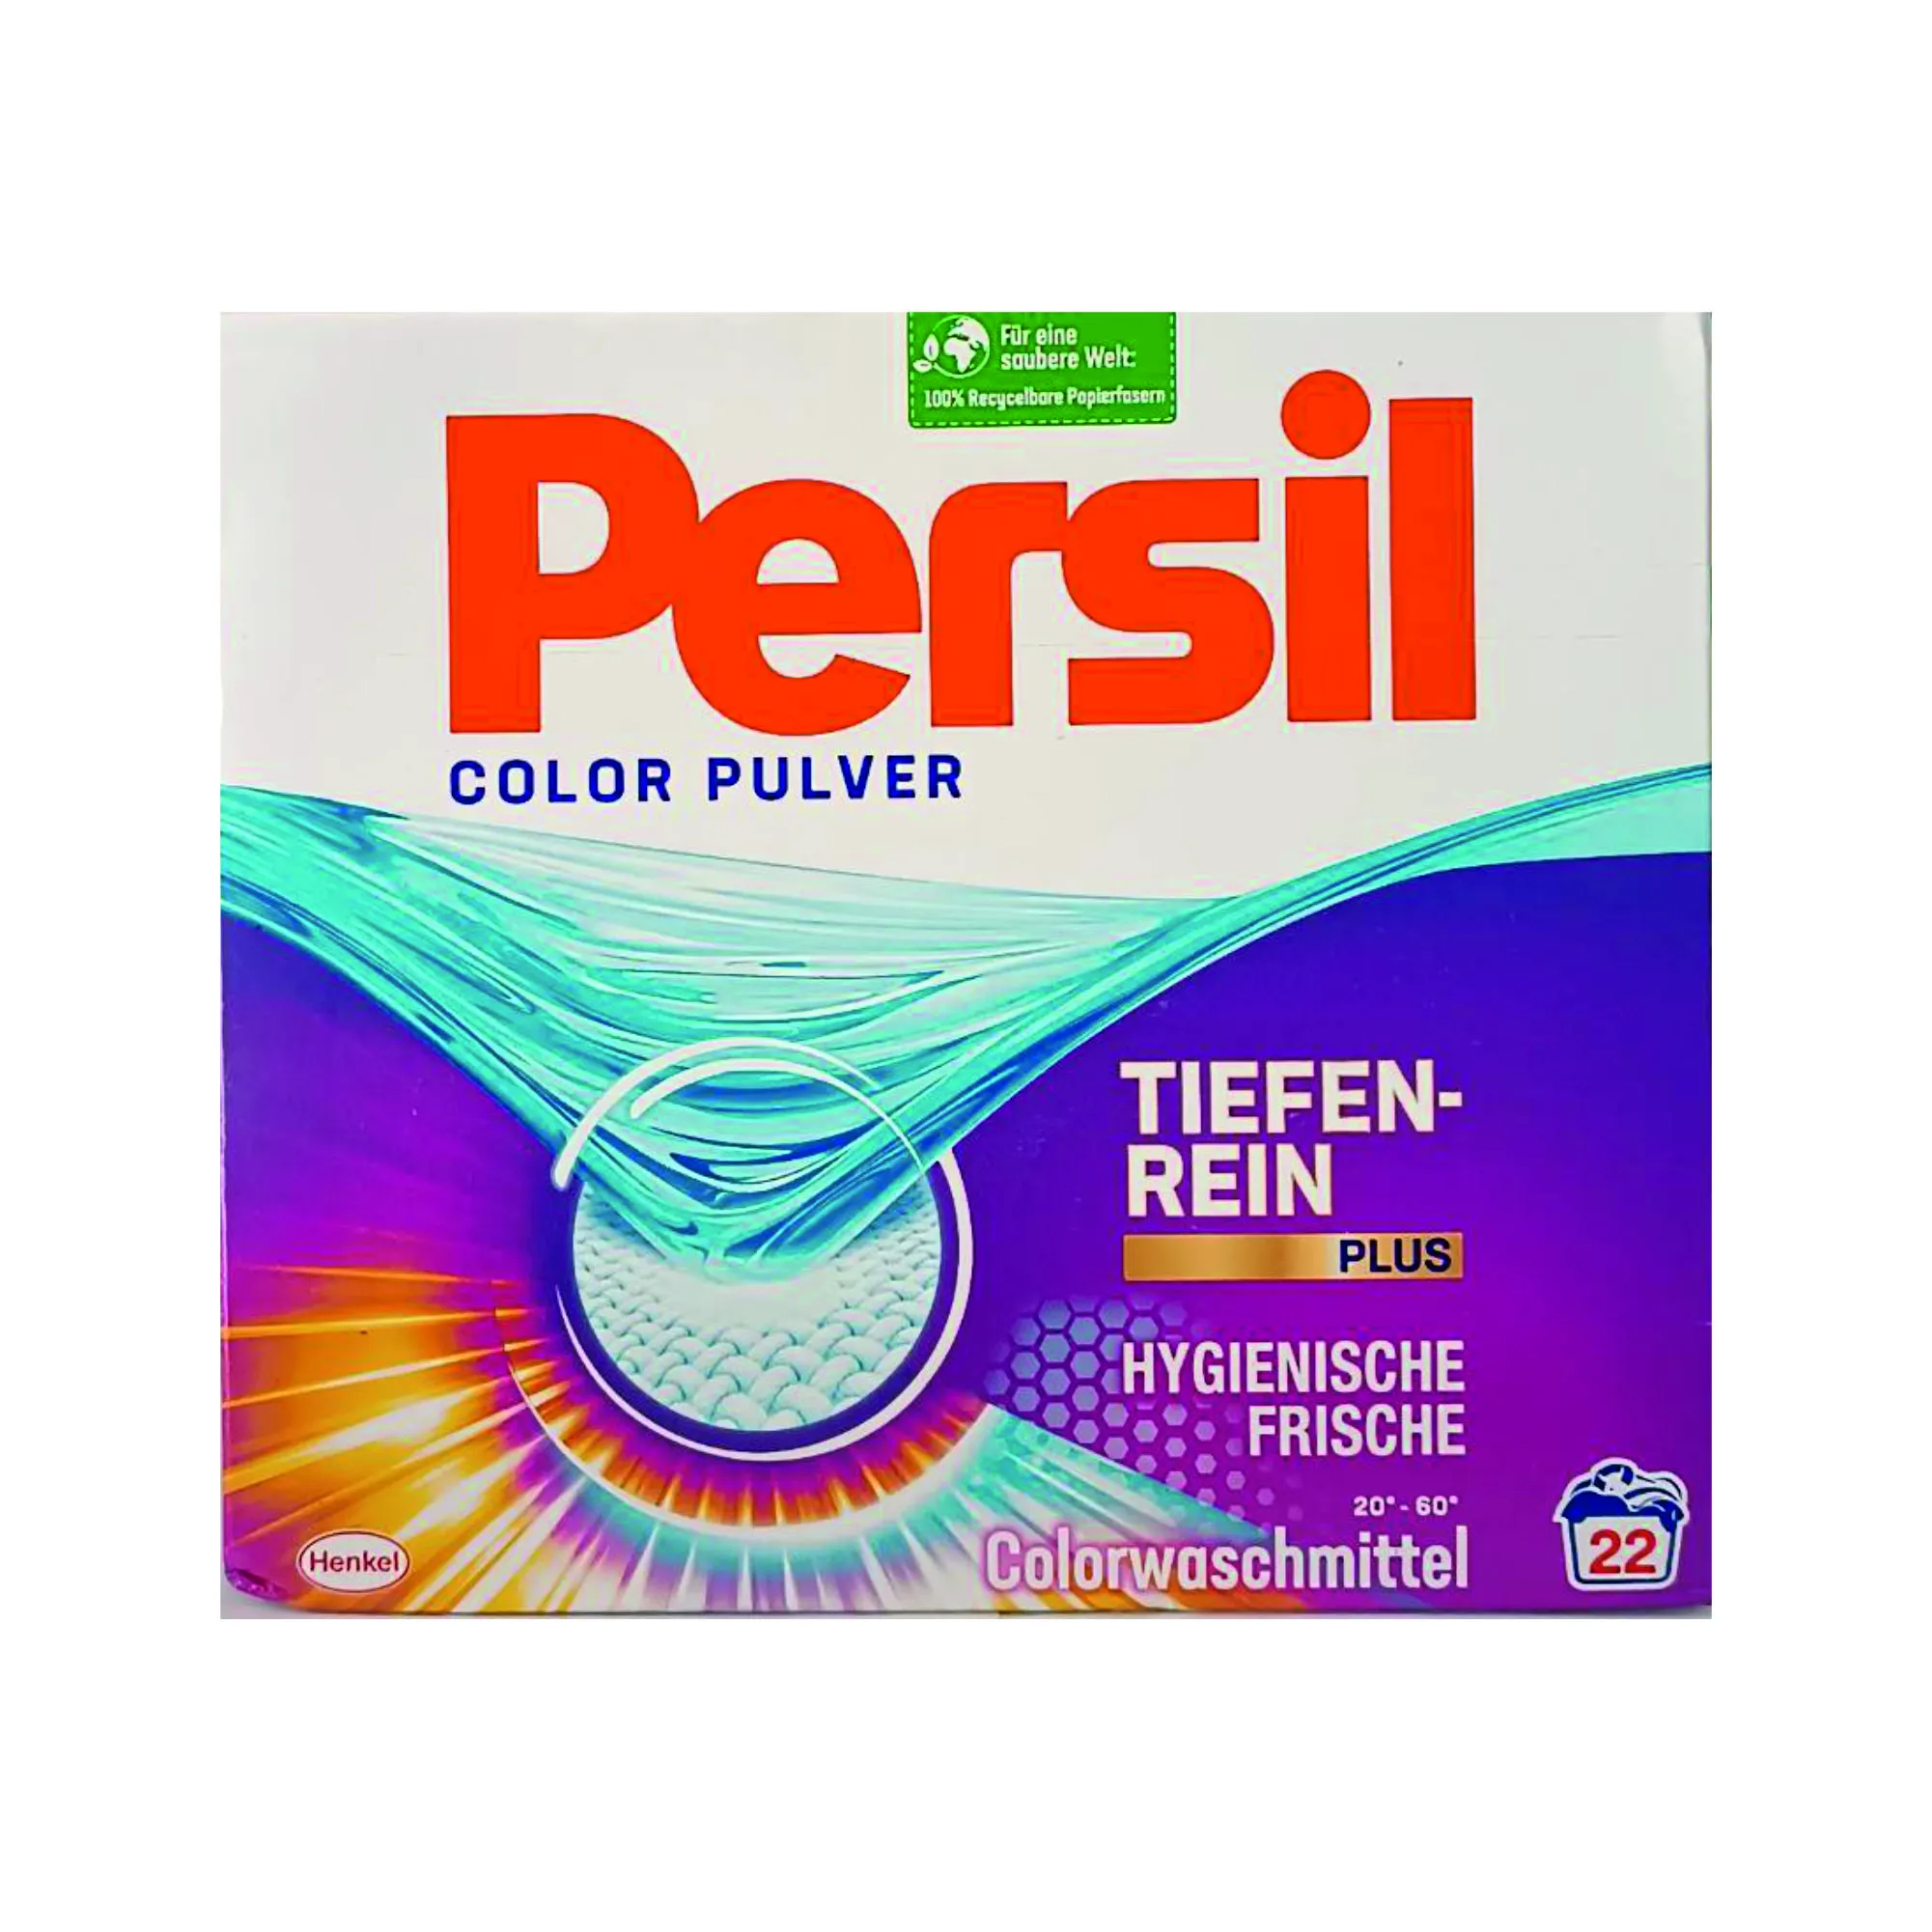 Für eine
saubere Welt:
100% Recycelbare Papierfasern
Persil
COLOR PULVER
TIEFEN-
REIN
PLUS
HYGIENISCHE
FRISCHE
20° - 60°
Colorwaschmittel
22
Henkel